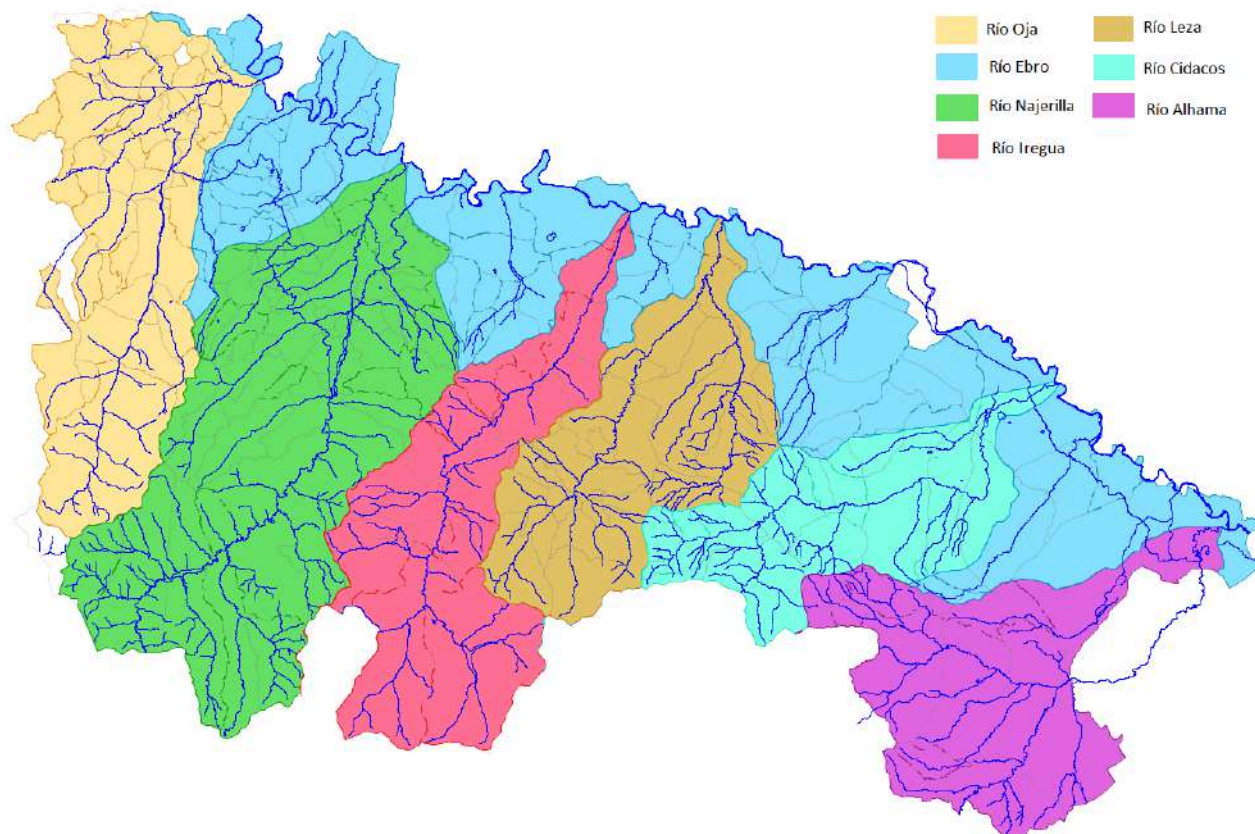 Río Oja
Río Ebro
Río Najerilla
Río Iregua
Río Leza
Río Cidacos
Río Alhama